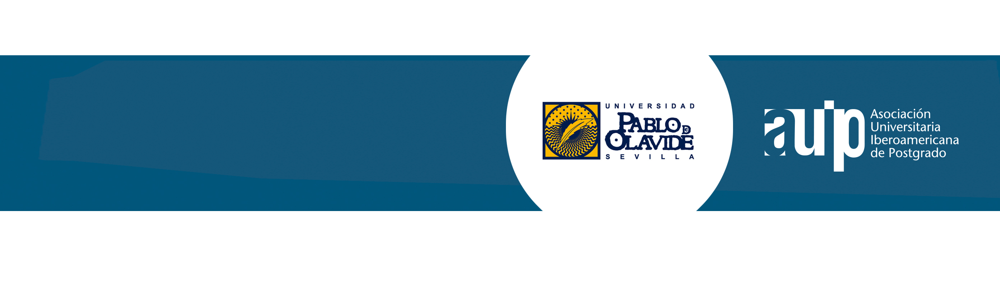 UNIVERSIDAD
PABLO DE
OLAVIDE
SEVILLA
auip
Asociación
Universitaria
Iberoamericana
de Postgrado